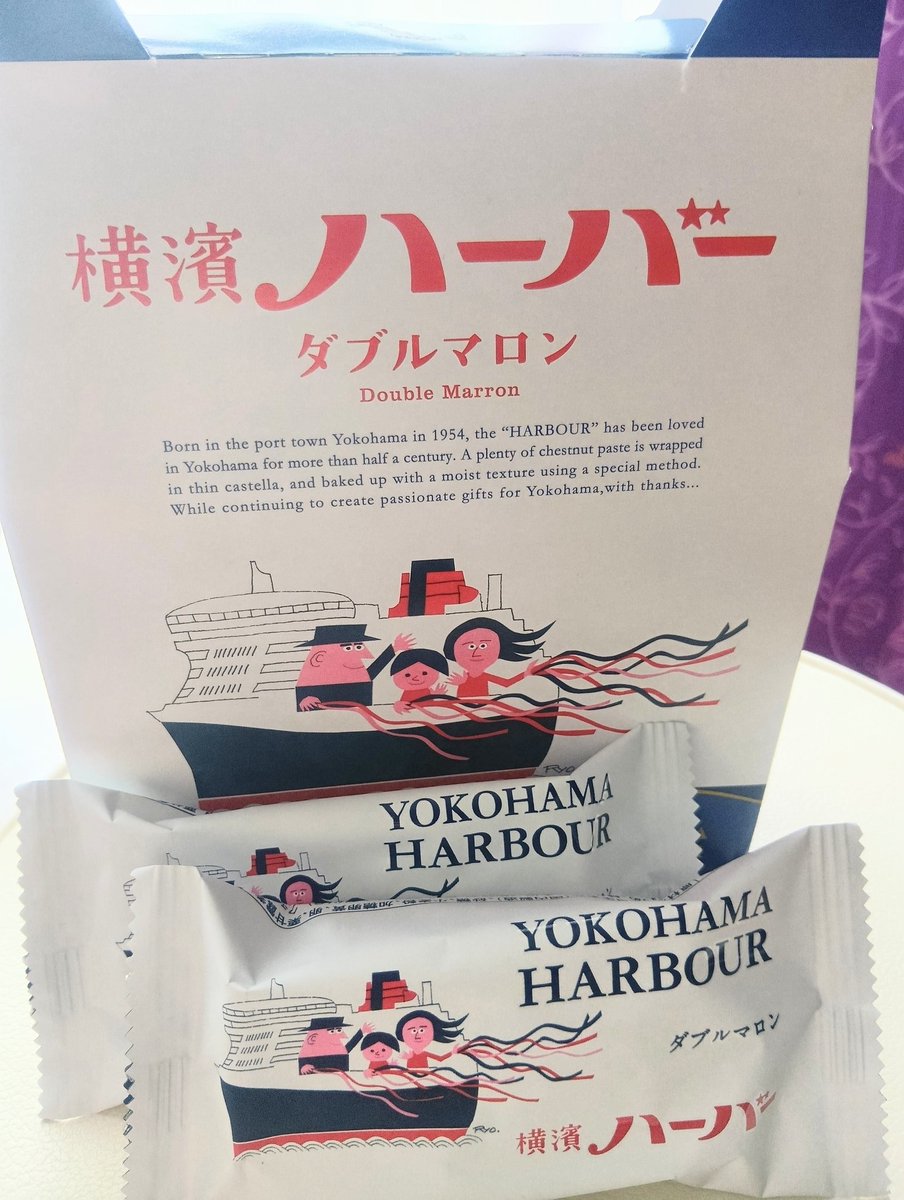 横濱ハーバー
ダブルマロン
Double Marron
Born in the port town Yokohama in 1954, the “HARBOUR” has been loved
in Yokohama for more than half a century. A plenty of chestnut paste is wrapped
in thin castella, and baked up with a moist texture using a special method.
While continuing to create passionate gifts for Yokohama,with thanks...
RYO.
YOKOHAMA
HARBOUR
YOKOHAMA
HARBOUR
ダブルマロン
RYO.
横濱ハーバー